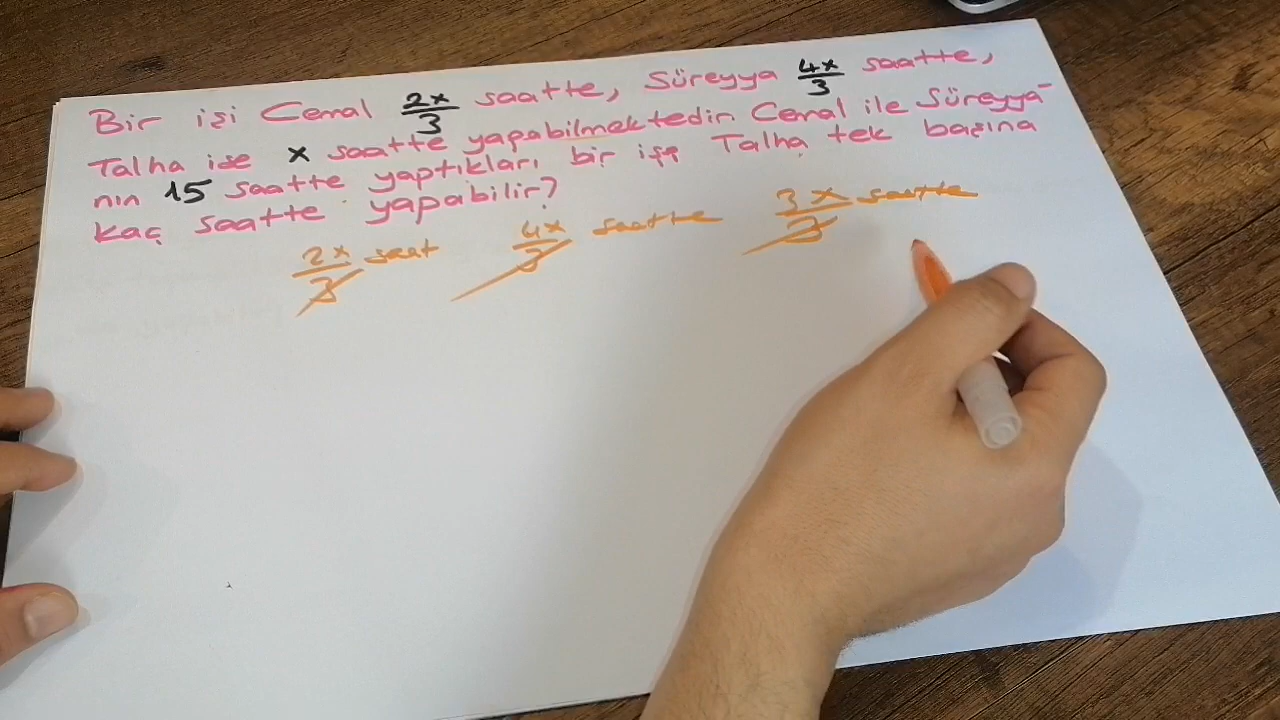 Bir işi Cemal 2x/3 saatte, Süreyya 4x/3 saatte,
Talha ise x saatte yapabilmektedir. Cemal ile Süreyya-
nın 15 saatte yaptıkları bir işi Talha tek başına
kaç saatte yapabilir?
2x/3 saat 4x/3 saatte 3x/3 saatte